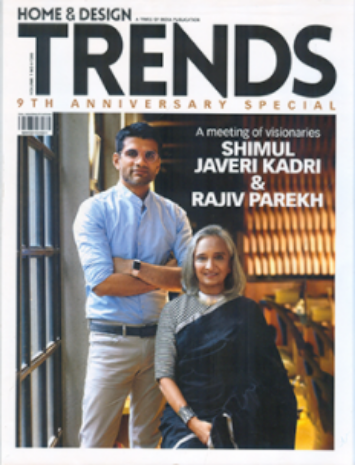 HOME & DESIGN
A TIMES OF INDIA PUBLICATION
TRENDS
9TH ANNIVERSARY SPECIAL
A meeting of visionaries
SHIMUL
JAVERI KADRI
&
RAJIV PAREKH